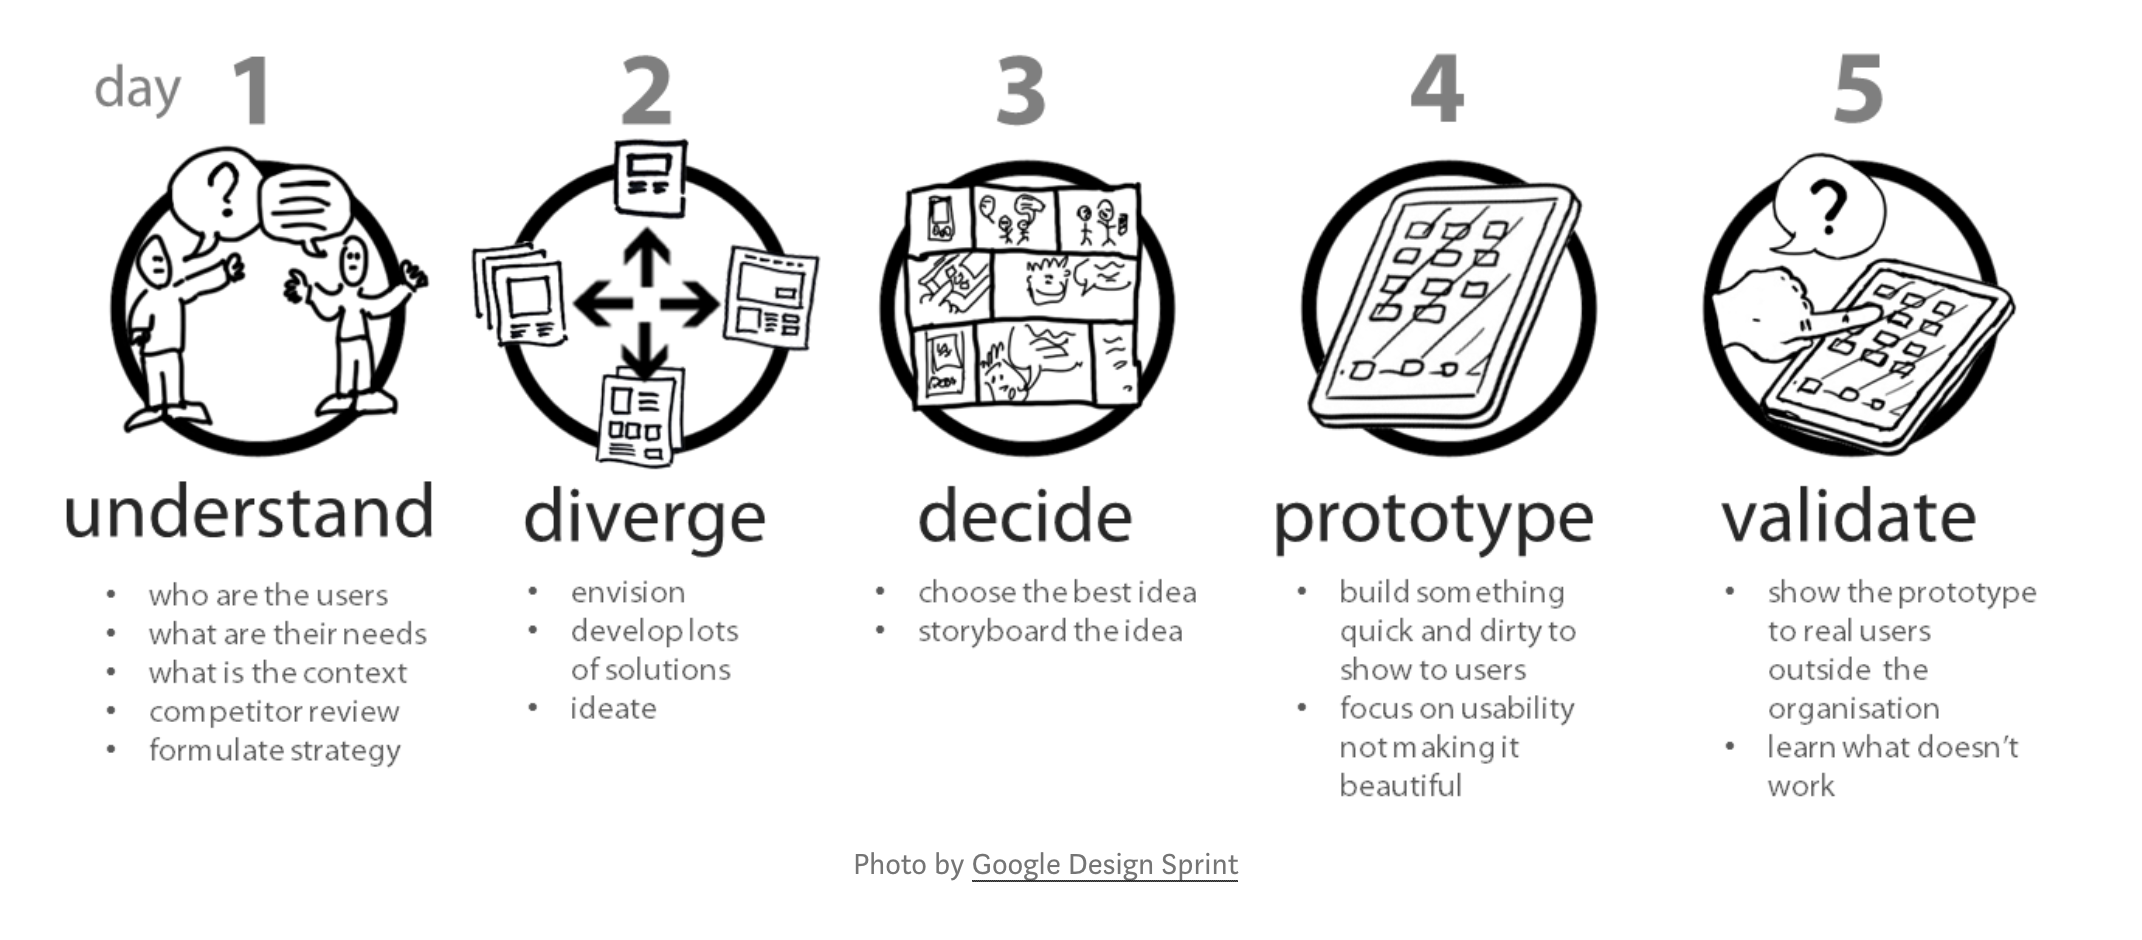 day 1
2
3
4
5
?
?
understand
• who are the users
• what are their needs
• what is the context
• competitor review
• formulate strategy
diverge
• envision
• develop lots
of solutions
• ideate
decide
• choose the best idea
• storyboard the idea
prototype
• build something
quick and dirty to
show to users
• focus on usability
not making it
beautiful
validate
• show the prototype
to real users
outside the
organisation
• learn what doesn’t
work
Photo by Google Design Sprint